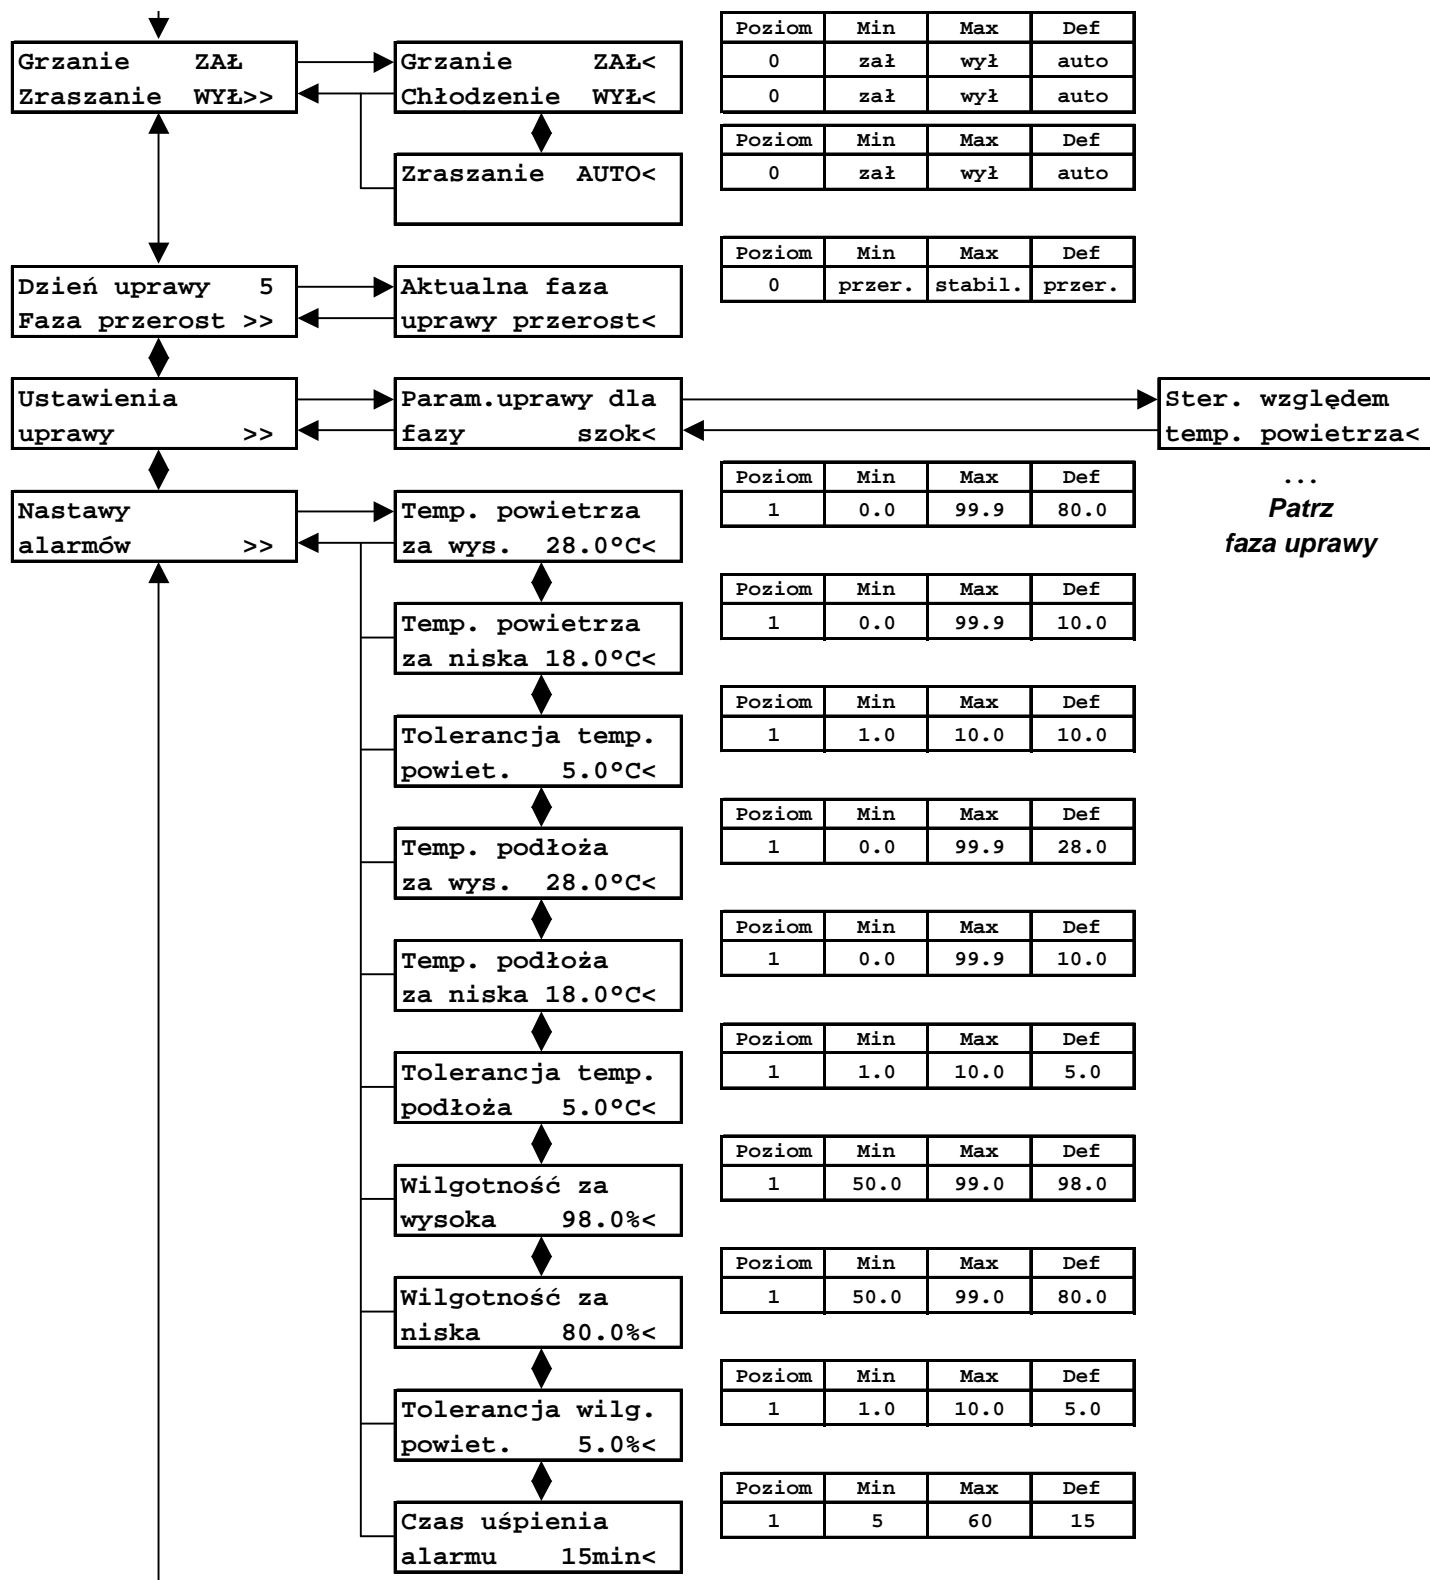 Poziom Min Max Def
Grzanie ZAŁ
Grzanie ZAŁ<
0 zał wył auto
Zraszanie WYŁ>>
Chłodzenie WYŁ<
0 zał wył auto
Poziom Min Max Def
Zraszanie AUTO<
0 zał wył auto
Poziom Min Max Def
Dzień uprawy 5
Aktualna faza
0 przer. stabil. przer.
Faza przerost >>
uprawy przerost<
Ustawienia
Param.uprawy dla
Ster. względem
uprawy >>
fazy szok<
temp. powietrza<
Poziom Min Max Def
...
Nastawy
Temp. powietrza
1 0.0 99.9 80.0
Patrz
alarmów >>
za wys. 28.0°C<
faza uprawy
Poziom Min Max Def
Temp. powietrza
1 0.0 99.9 10.0
za niska 18.0°C<
Poziom Min Max Def
Tolerancja temp.
1 1.0 10.0 10.0
powiet. 5.0°C<
Poziom Min Max Def
Temp. podłoża
1 0.0 99.9 28.0
za wys. 28.0°C<
Poziom Min Max Def
Temp. podłoża
1 0.0 99.9 10.0
za niska 18.0°C<
Poziom Min Max Def
Tolerancja temp.
1 1.0 10.0 5.0
podłoża 5.0°C<
Poziom Min Max Def
Wilgotność za
1 50.0 99.0 98.0
wysoka 98.0%<
Poziom Min Max Def
Wilgotność za
1 50.0 99.0 80.0
niska 80.0%<
Poziom Min Max Def
Tolerancja wilg.
1 1.0 10.0 5.0
powiet. 5.0%<
Poziom Min Max Def
Czas uśpienia
1 5 60 15
alarmu 15min<